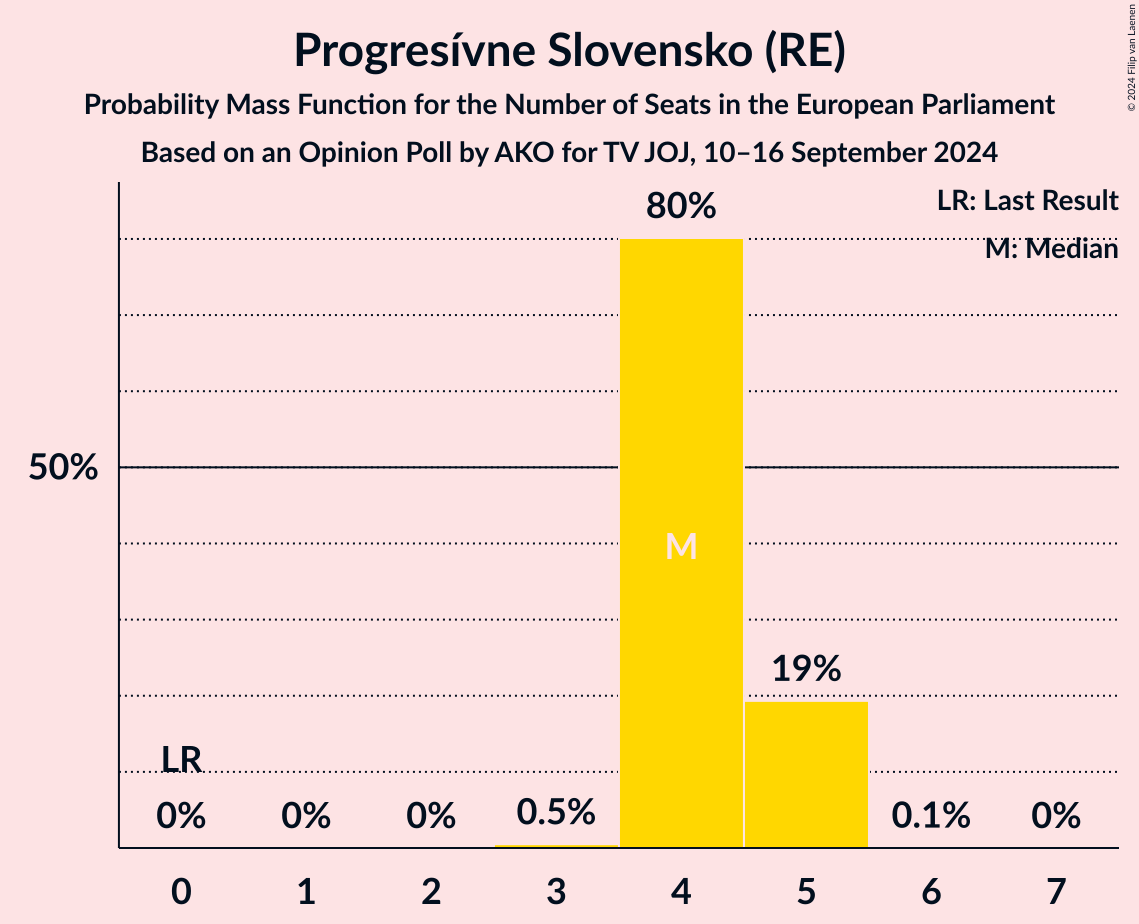 Progresívne Slovensko (RE)
Probability Mass Function for the Number of Seats in the European Parliament
Based on an Opinion Poll by AKO for TV JOJ, 10–16 September 2024
© 2024 Filip van Laenen
LR: Last Result
M: Median
80%
50%
M
19%
LR
0%
0%
0%
0.5%
0.1%
0%
0
1
2
3
4
5
6
7